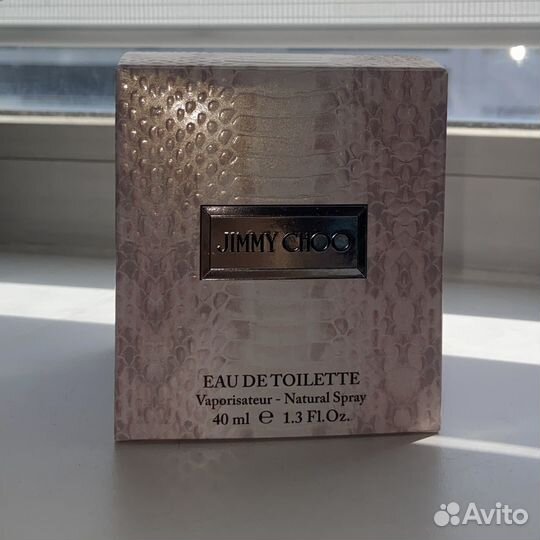 JIMMY CHOO
EAU DE TOILETTE
Vaporisateur - Natural Spray
40 ml ℮ 1.3 Fl.Oz.
Avito